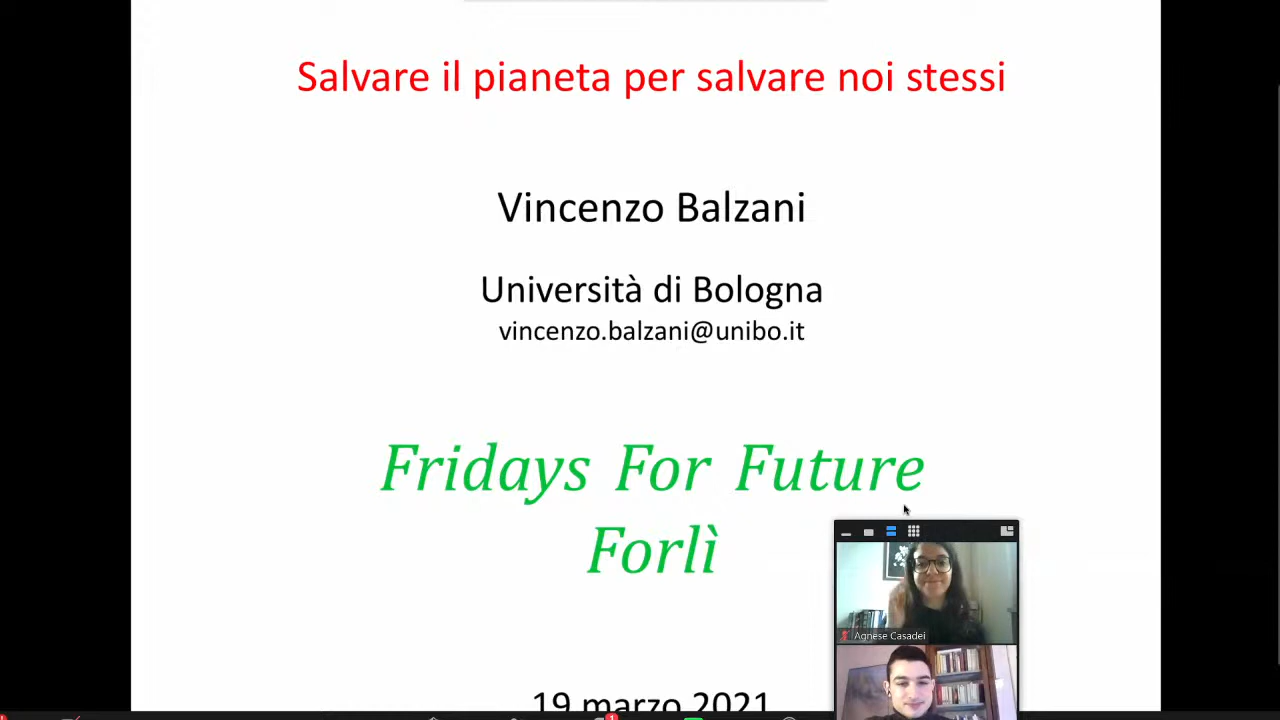 Salvare il pianeta per salvare noi stessi
Vincenzo Balzani
Università di Bologna
vincenzo.balzani@unibo.it
Fridays For Future
Forlì
Agnese Casadei
19 marzo 2021